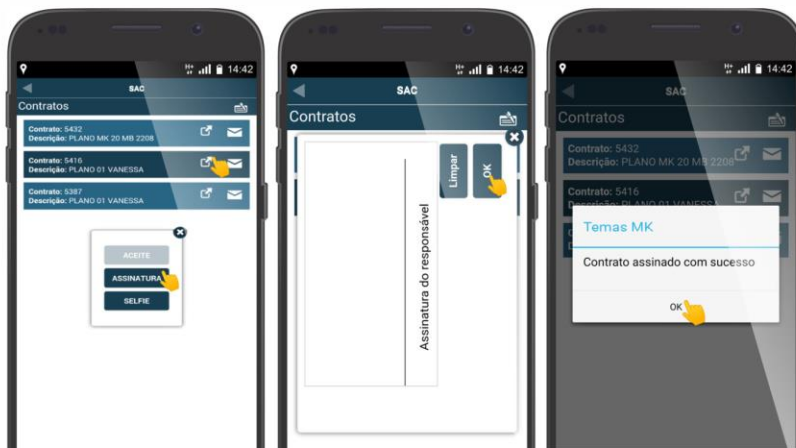 14:42
SAC
Contratos
Contrato: 5432
Descrição: PLANO MK 20 MB 2208
Contrato: 5416
Descrição: PLANO 01 VANESSA
Contrato: 5387
Descrição: PLANO 01 VANESSA
ACEITE
ASSINATURA
SELFIE
14:42
SAC
Contratos
Limpar
OK
Assinatura do responsável
14:42
SAC
Contratos
Contrato: 5432
Descrição: PLANO MK 20 MB 2208
Contrato: 5416
Descrição: PLANO 01 VANESSA
Temas MK
Contrato assinado com sucesso
OK